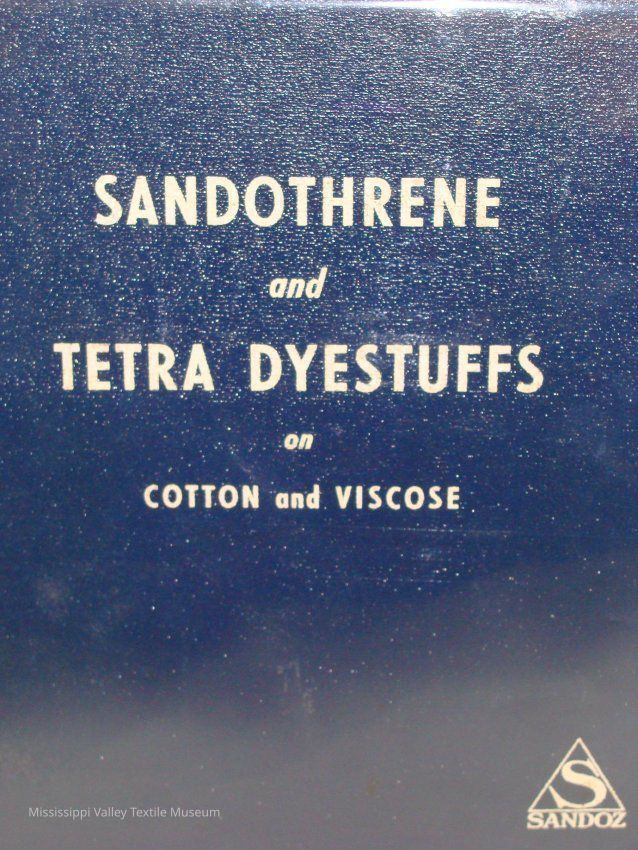 SANDOTHRENE
and
TETRA DYESTUFFS
on
COTTON and VISCOSE
S
SANDOZ
Mississippi Valley Textile Museum